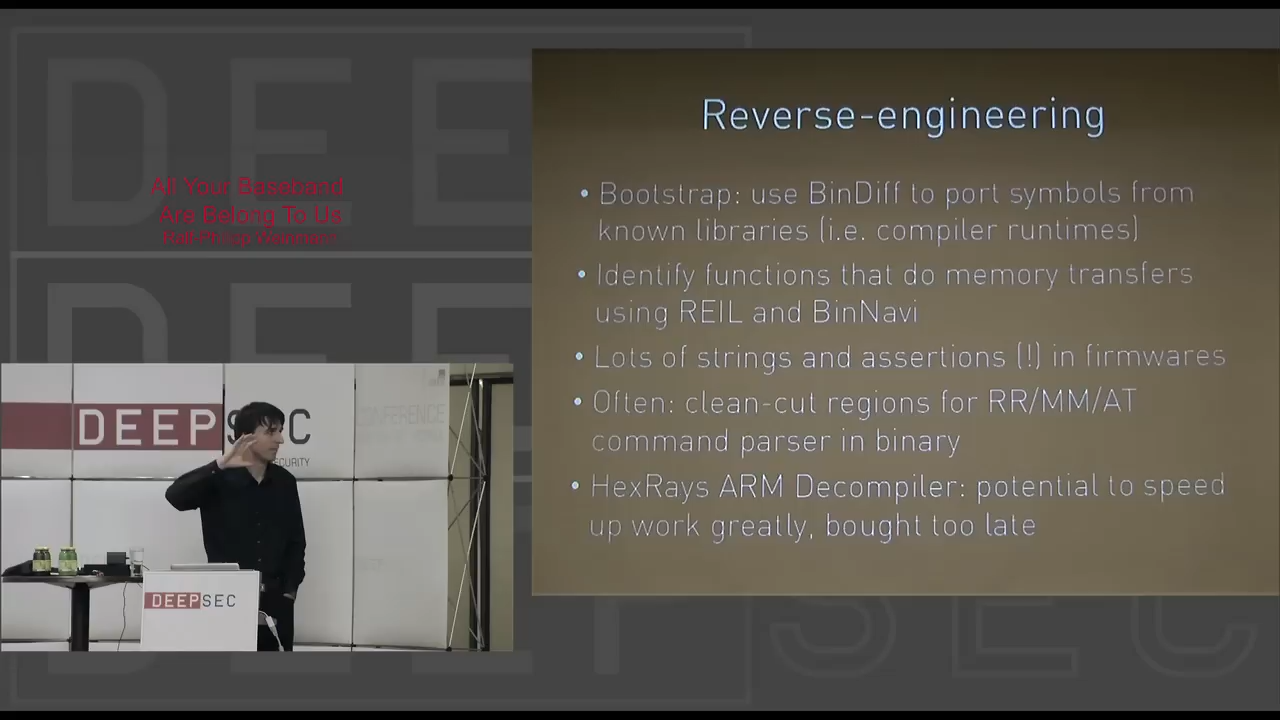 All Your Baseband
Are Belong To Us
Ralf-Philipp Weinmann
Reverse-engineering
• Bootstrap: use BinDiff to port symbols from
known libraries (i.e. compiler runtimes)
• Identify functions that do memory transfers
using REIL and BinNavi
• Lots of strings and assertions (!) in firmwares
• Often: clean-cut regions for RR/MM/AT
command parser in binary
• HexRays ARM Decompiler: potential to speed
up work greatly, bought too late
DEEPSEC
CONFERENCE
DEEPSEC
DEEPSEC